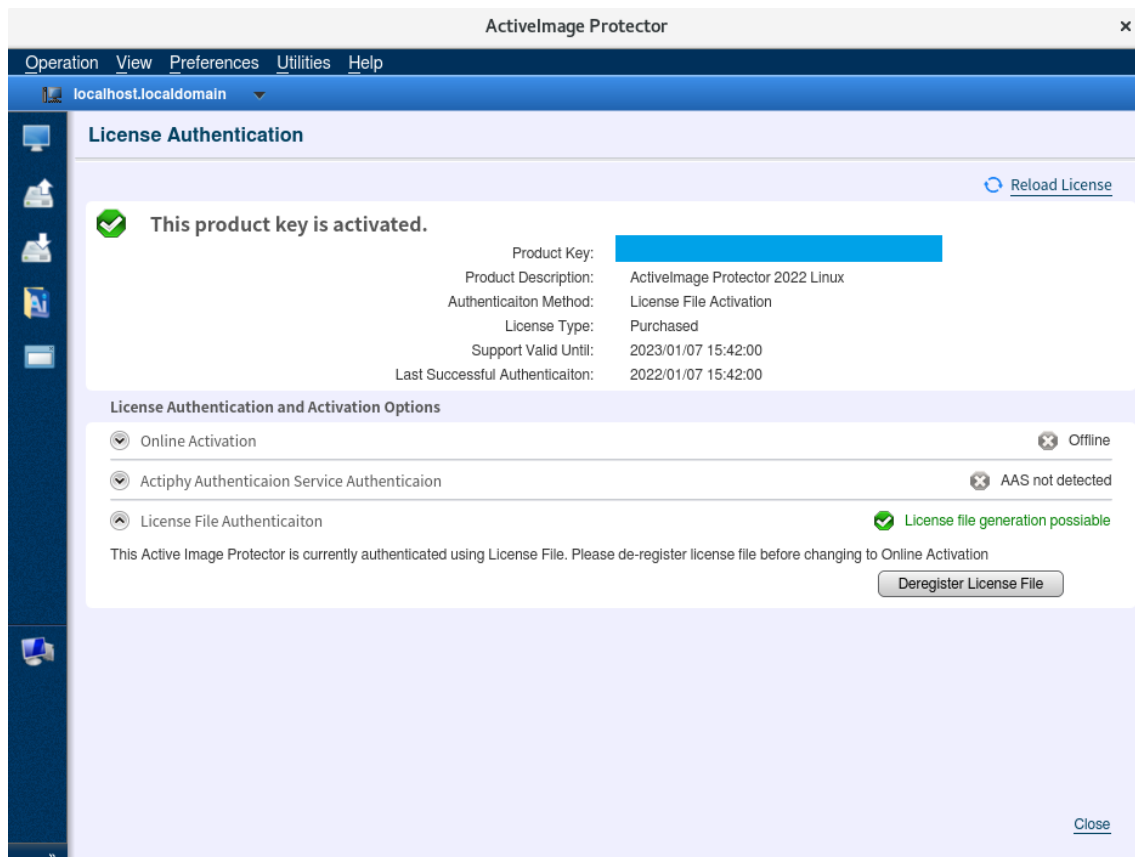 ActiveImage Protector
Operation View Preferences Utilities Help
localhost.localdomain
License Authentication
Reload License
This product key is activated.
Product Key:
Product Description: ActiveImage Protector 2022 Linux
Authenticaiton Method: License File Activation
License Type: Purchased
Support Valid Until: 2023/01/07 15:42:00
Last Successful Authenticaiton: 2022/01/07 15:42:00
License Authentication and Activation Options
Online Activation Offline
Actiphy Authenticaion Service Authenticaion AAS not detected
License File Authenticaiton License file generation possiable
This Active Image Protector is currently authenticated using License File. Please de-register license file before changing to Online Activation
Deregister License File
Close